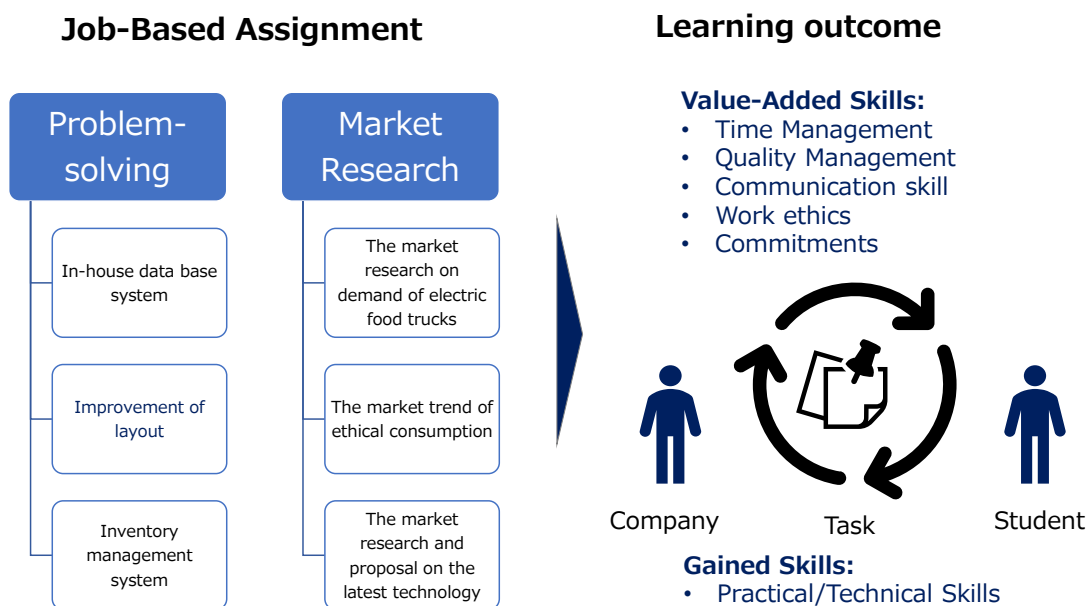 Job-Based Assignment
Problem-
solving
In-house data base
system
Improvement of
layout
Inventory
management
system
Market
Research
The market
research on
demand of electric
food trucks
The market trend of
ethical consumption
The market
research and
proposal on the
latest technology
Learning outcome
Value-Added Skills:
• Time Management
• Quality Management
• Communication skill
• Work ethics
• Commitments
Company
Task
Student
Gained Skills:
• Practical/Technical Skills